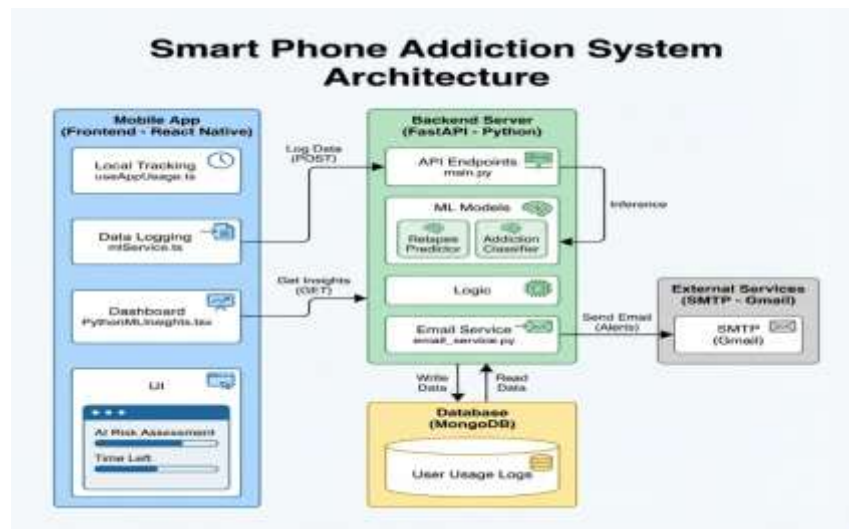 Smart Phone Addiction System
Architecture
Mobile App
(Frontend - React Native)
Local Tracking
useAppUsage.ts
Data Logging
mlService.ts
Dashboard
PythonMLInsights.tsx
UI
AI Risk Assessment
Time Left
Log Data
(POST)
Get Insights
(GET)
Backend Server
(FastAPI - Python)
API Endpoints
main.py
ML Models
Relapse
Predictor
Addiction
Classifier
Logic
Email Service
email_service.py
Inference
Send Email
(Alerts)
External Services
(SMTP - Gmail)
SMTP
(Gmail)
Write
Data
Read
Data
Database
(MongoDB)
User Usage Logs